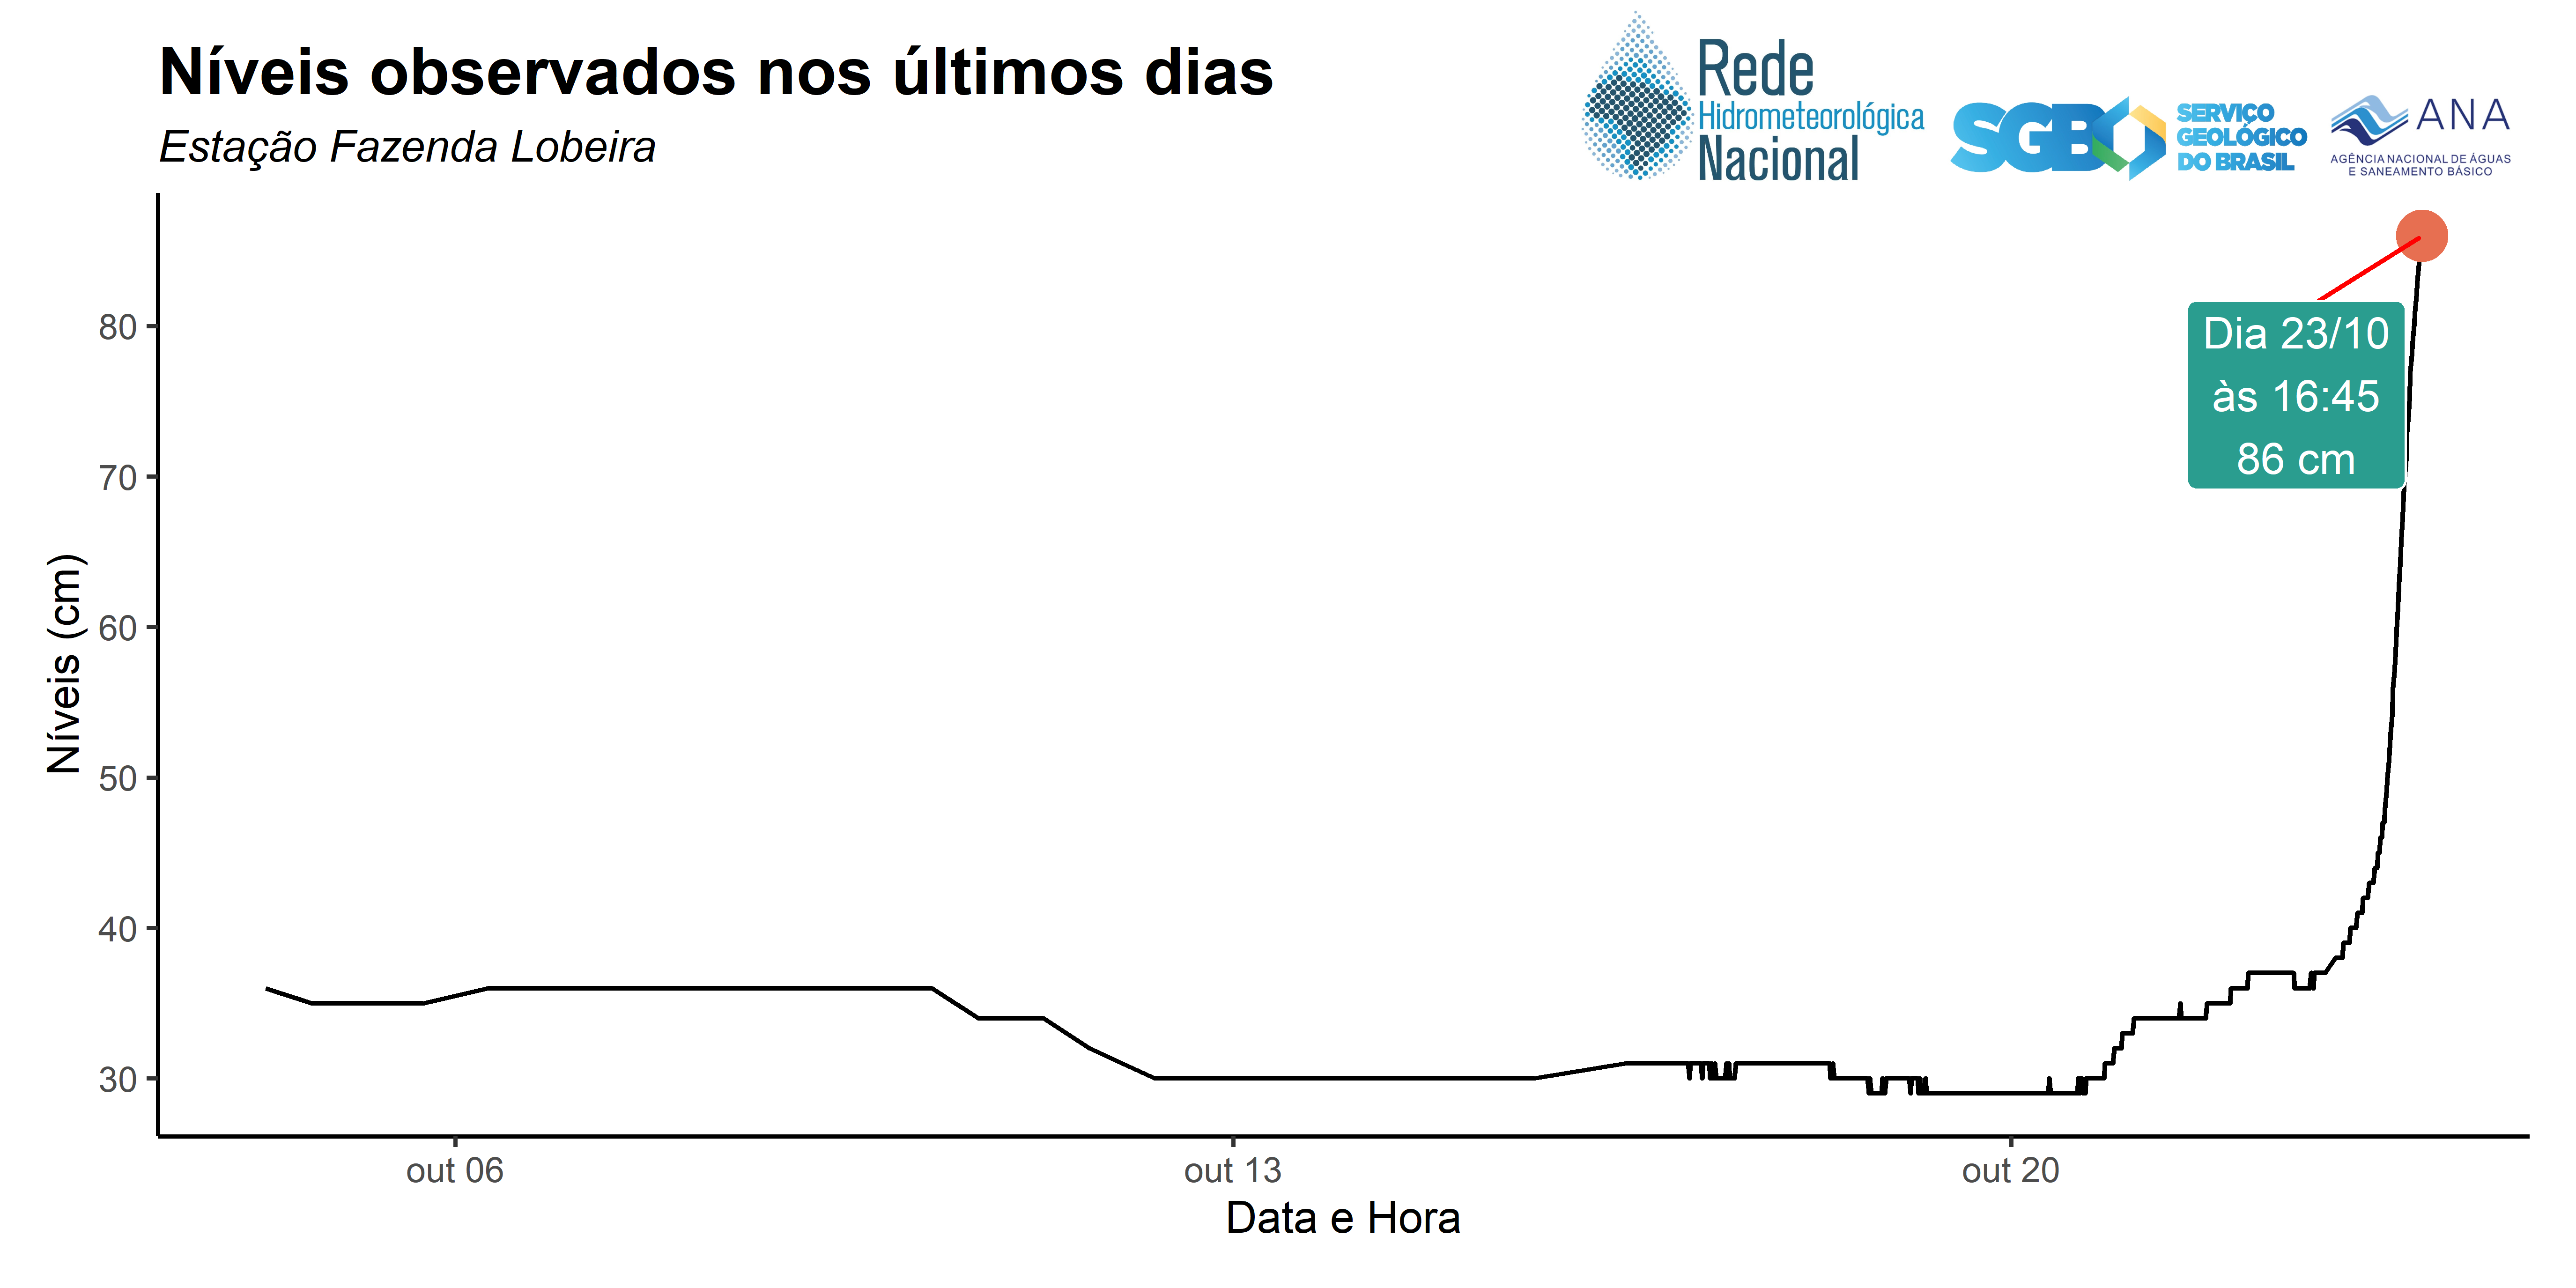 Níveis observados nos últimos dias
Estação Fazenda Lobeira
Rede
Hidrometeorológica
Nacional
SGB
SERVIÇO
GEOLÓGICO
DO BRASIL
ANA
AGÊNCIA NACIONAL DE ÁGUAS
E SANEAMENTO BÁSICO
Dia 23/10
às 16:45
86 cm
Níveis (cm)
80
70
60
50
40
30
out 06
out 13
out 20
Data e Hora